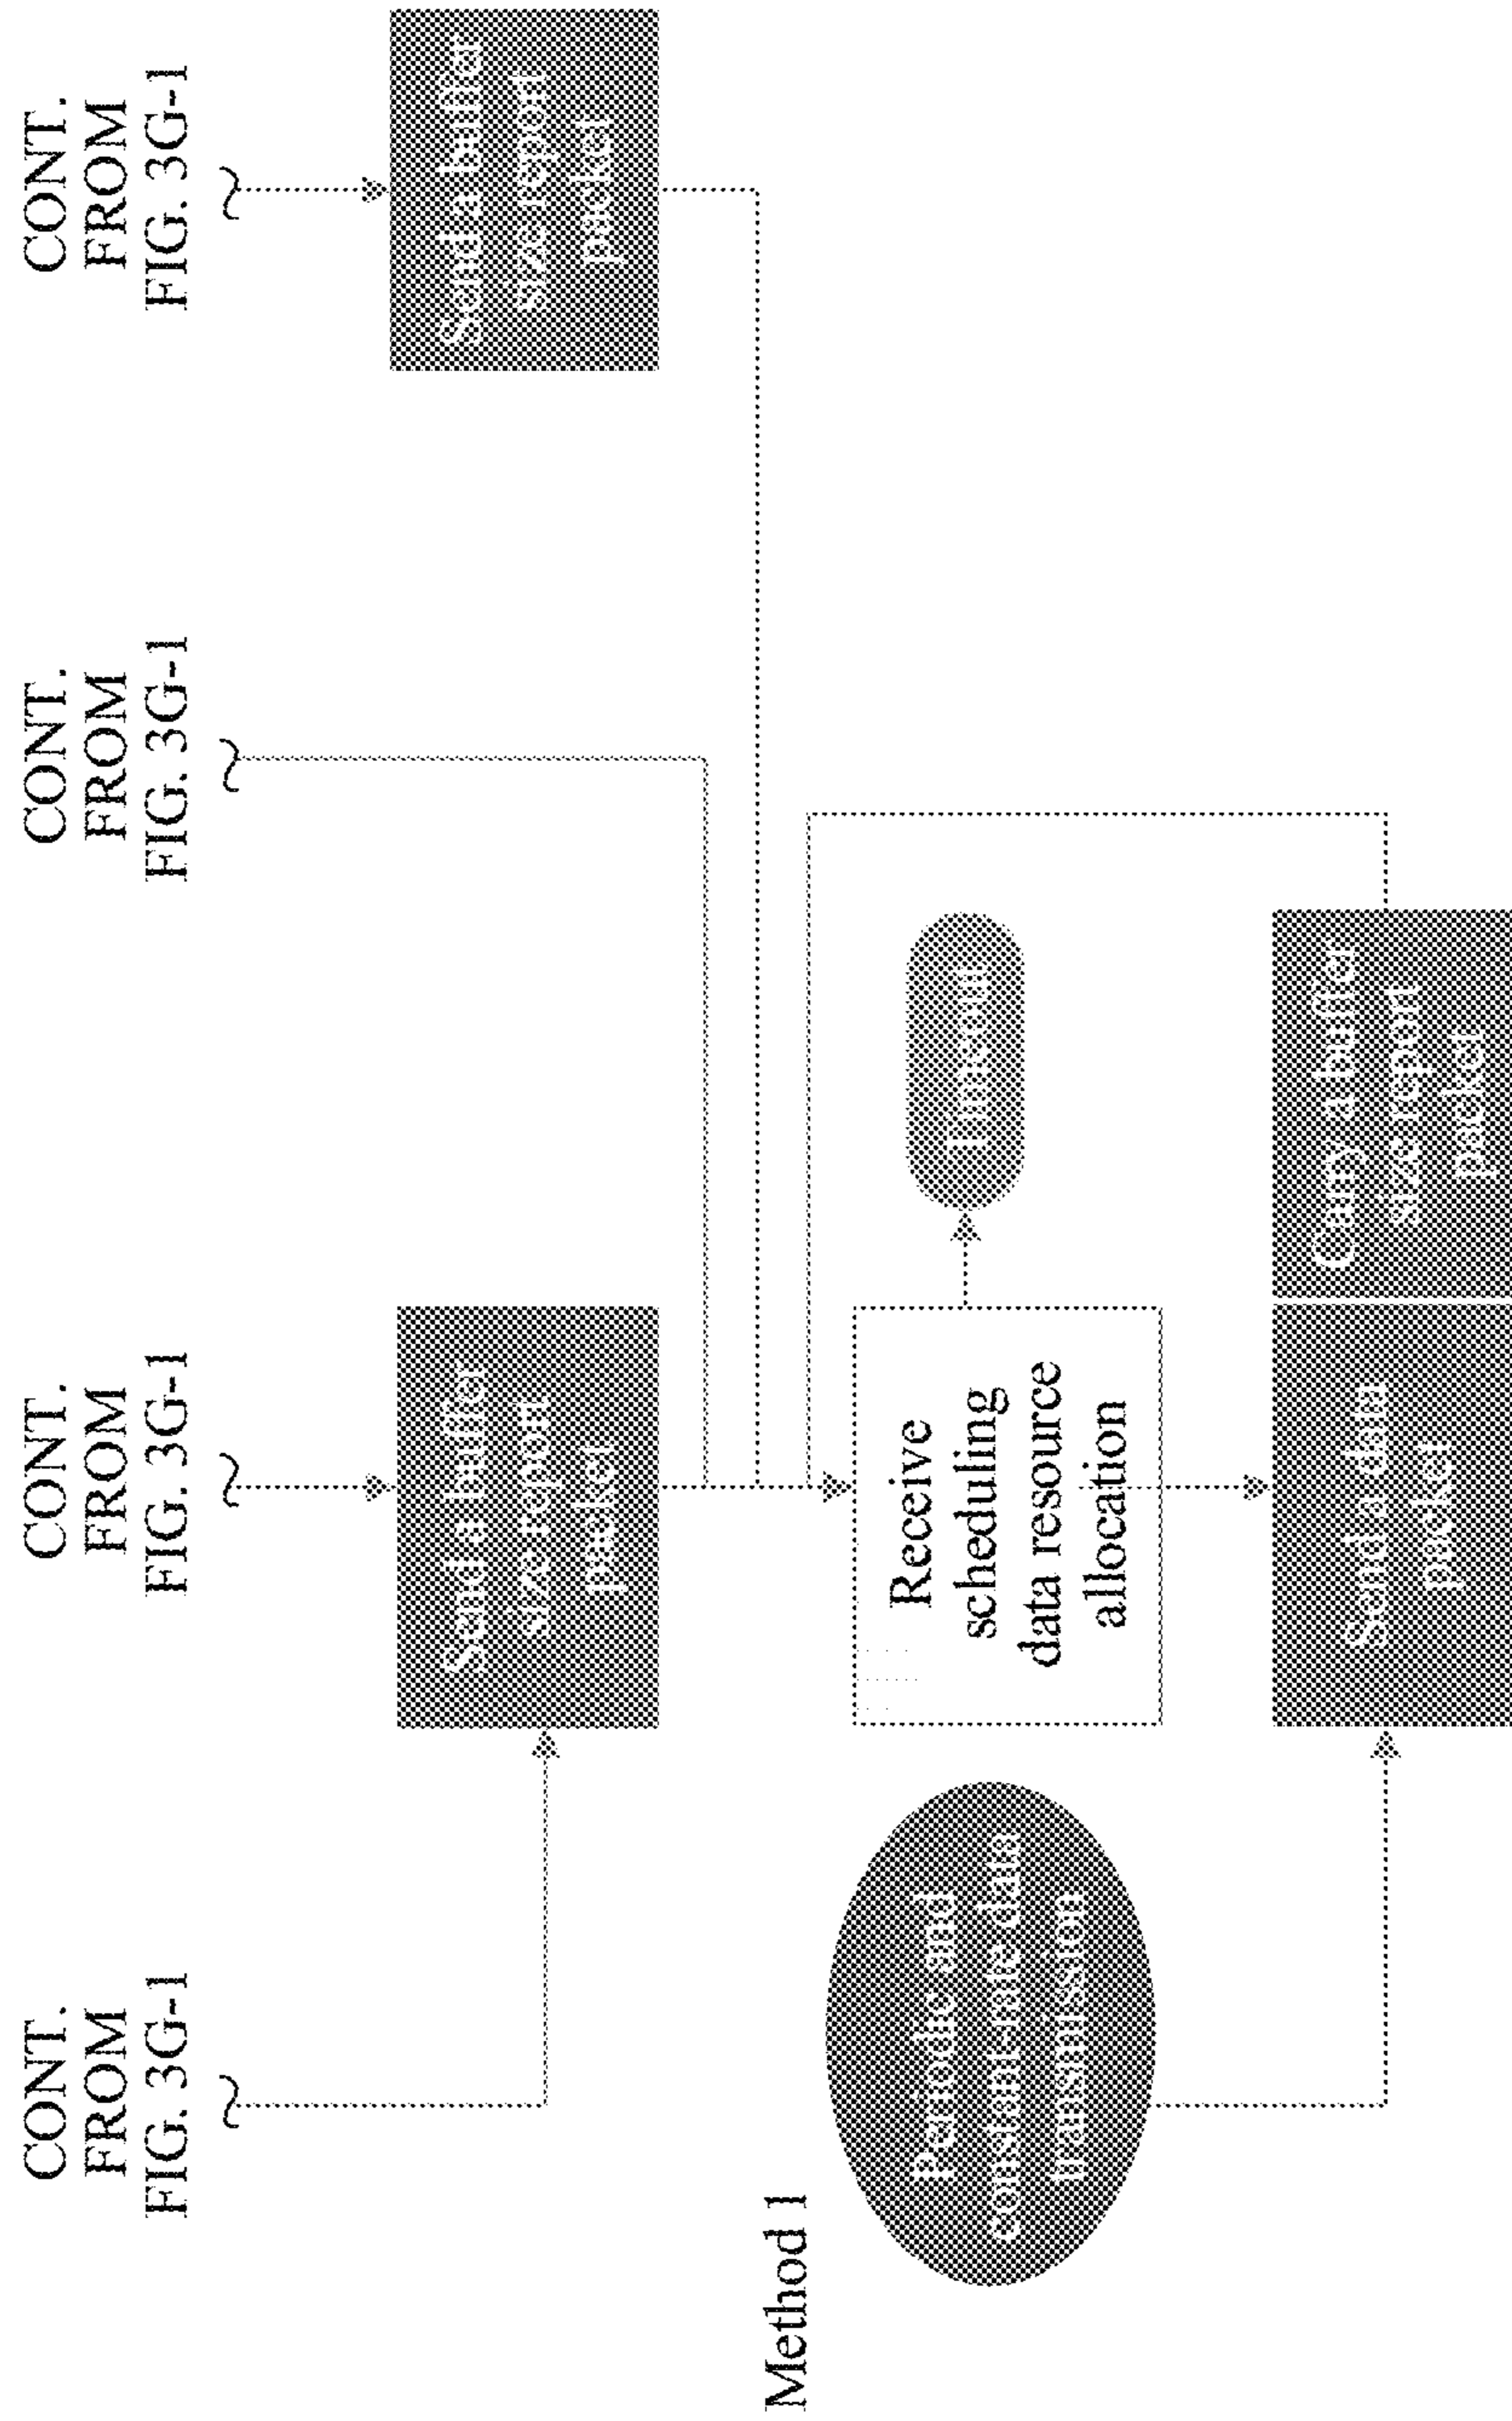 CONT.
FROM
FIG. 3G-1
CONT.
FROM
FIG. 3G-1
CONT.
FROM
FIG. 3G-1
CONT.
FROM
FIG. 3G-1
Send a buffer
size report
packet
Send a buffer
size report
packet
Method 1
Periodic and
constant-rate data
transmission
Receive
scheduling
data resource
allocation
Timeout
Send a data
packet
Carry a buffer
size report
packet